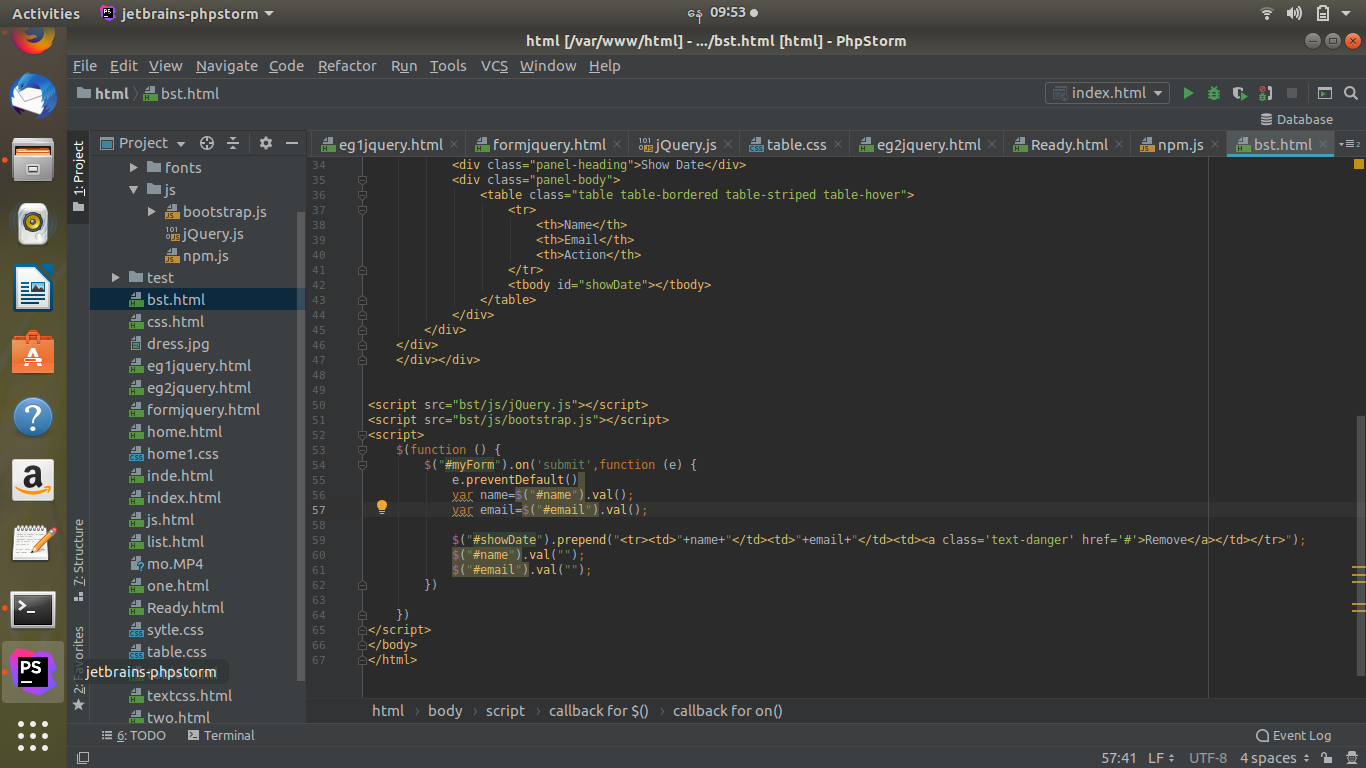 Activities jetbrains-phpstorm နေ 09:53
html [/var/www/html] - .../bst.html [html] - PhpStorm
File Edit View Navigate Code Refactor Run Tools VCS Window Help
html bst.html index.html
Database
1: Project
7: Structure
2: Favorites
Project
fonts
js
bootstrap.js
jQuery.js
npm.js
test
bst.html
css.html
dress.jpg
eg1jquery.html
eg2jquery.html
formjquery.html
home.html
home1.css
inde.html
index.html
js.html
list.html
mo.MP4
one.html
Ready.html
sytle.css
table.css
jetbrains-phpstorm
textcss.html
two.html
eg1jquery.html formjquery.html jQuery.js table.css eg2jquery.html Ready.html npm.js bst.html
34 <div class="panel-heading">Show Date</div>
35 <div class="panel-body">
36 <table class="table table-bordered table-striped table-hover">
37 <tr>
38 <th>Name</th>
39 <th>Email</th>
40 <th>Action</th>
41 </tr>
42 <tbody id="showDate"></tbody>
43 </table>
44 </div>
45 </div>
46 </div>
47 </div></div>
48
49
50 <script src="bst/js/jQuery.js"></script>
51 <script src="bst/js/bootstrap.js"></script>
52 <script>
53 $(function () {
54 $("#myForm").on('submit',function (e) {
55 e.preventDefault()
56 var name=$("#name").val();
57 var email=$("#email").val();
58
59 $("#showDate").prepend("<tr><td>"+name+"</td><td>"+email+"</td><td><a class='text-danger' href='#'>Remove</a></td></tr>");
60 $("#name").val("");
61 $("#email").val("");
62 })
63
64 })
65 </script>
66 </body>
67 </html>
html body script callback for $() callback for on()
6: TODO Terminal Event Log
57:41 LF UTF-8 4 spaces